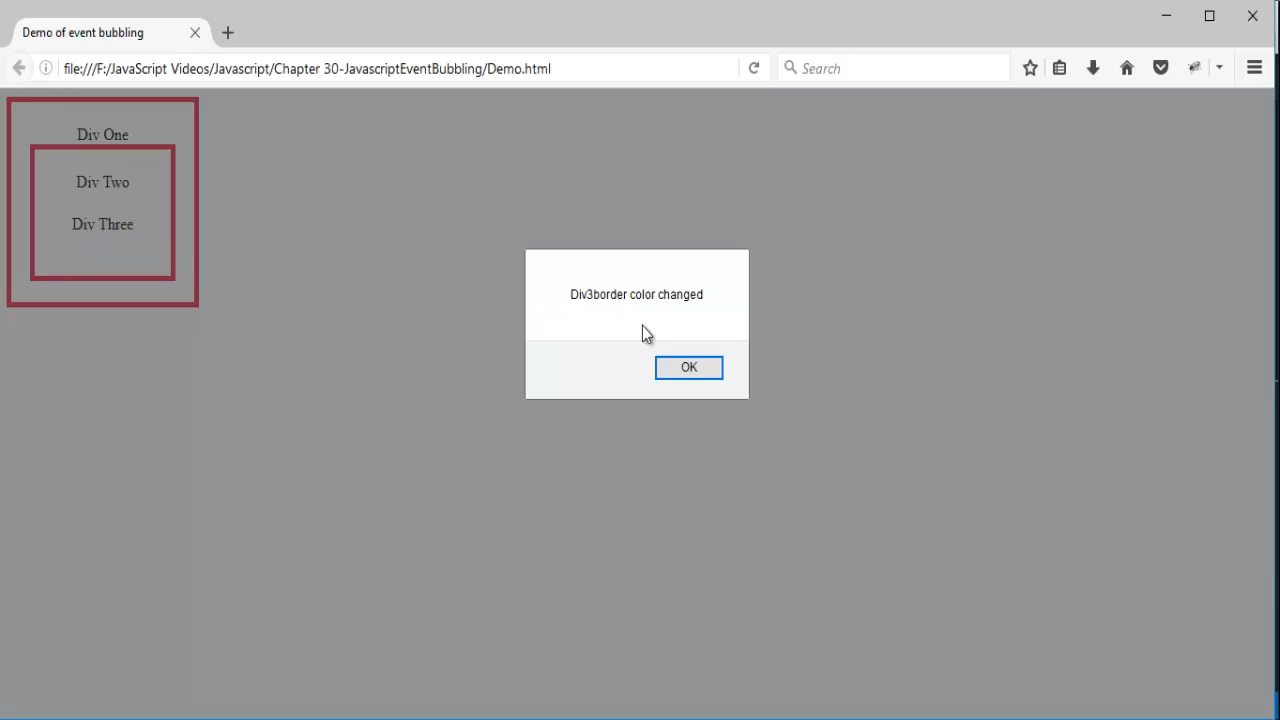 Demo of event bubbling
file:///F:/JavaScript Videos/Javascript/Chapter 30-JavascriptEventBubbling/Demo.html
Search
Div One
Div Two
Div Three
Div3border color changed
OK